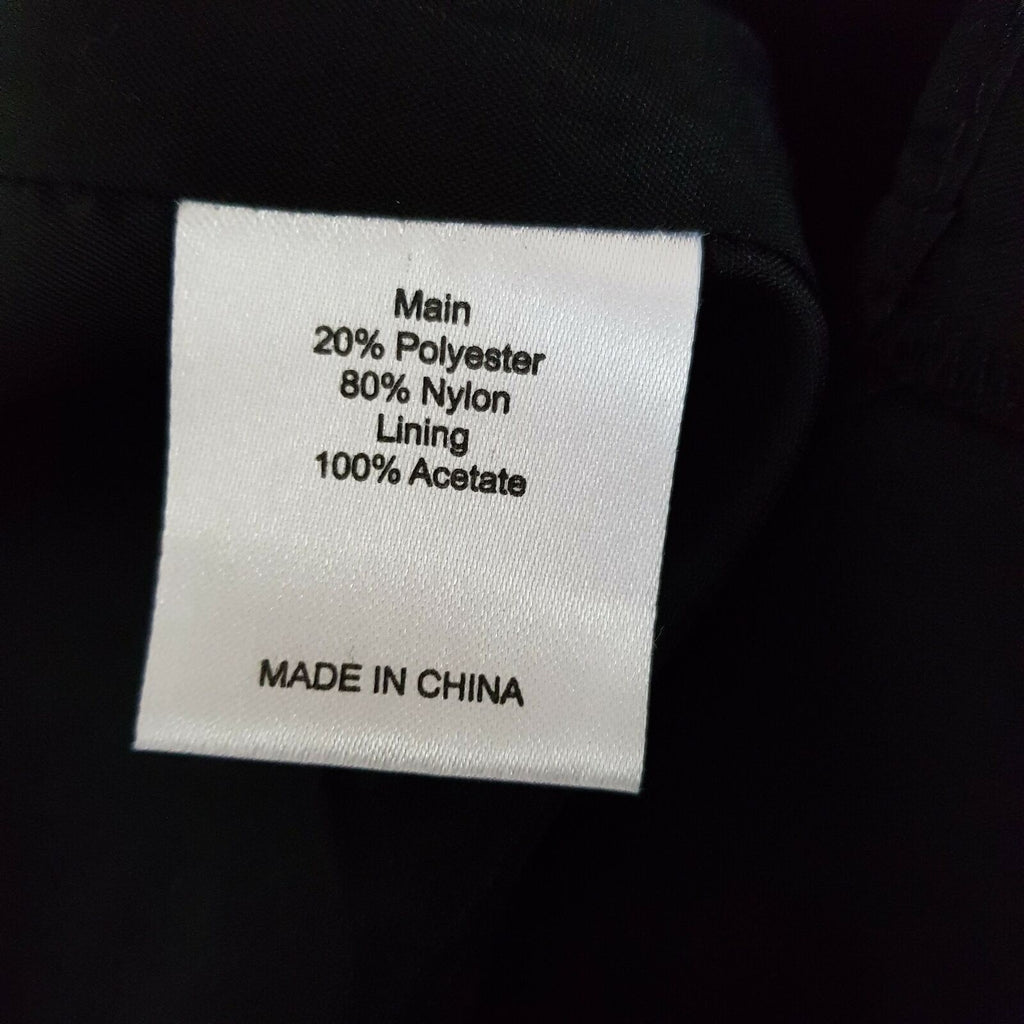 Main
20% Polyester
80% Nylon
Lining
100% Acetate
MADE IN CHINA